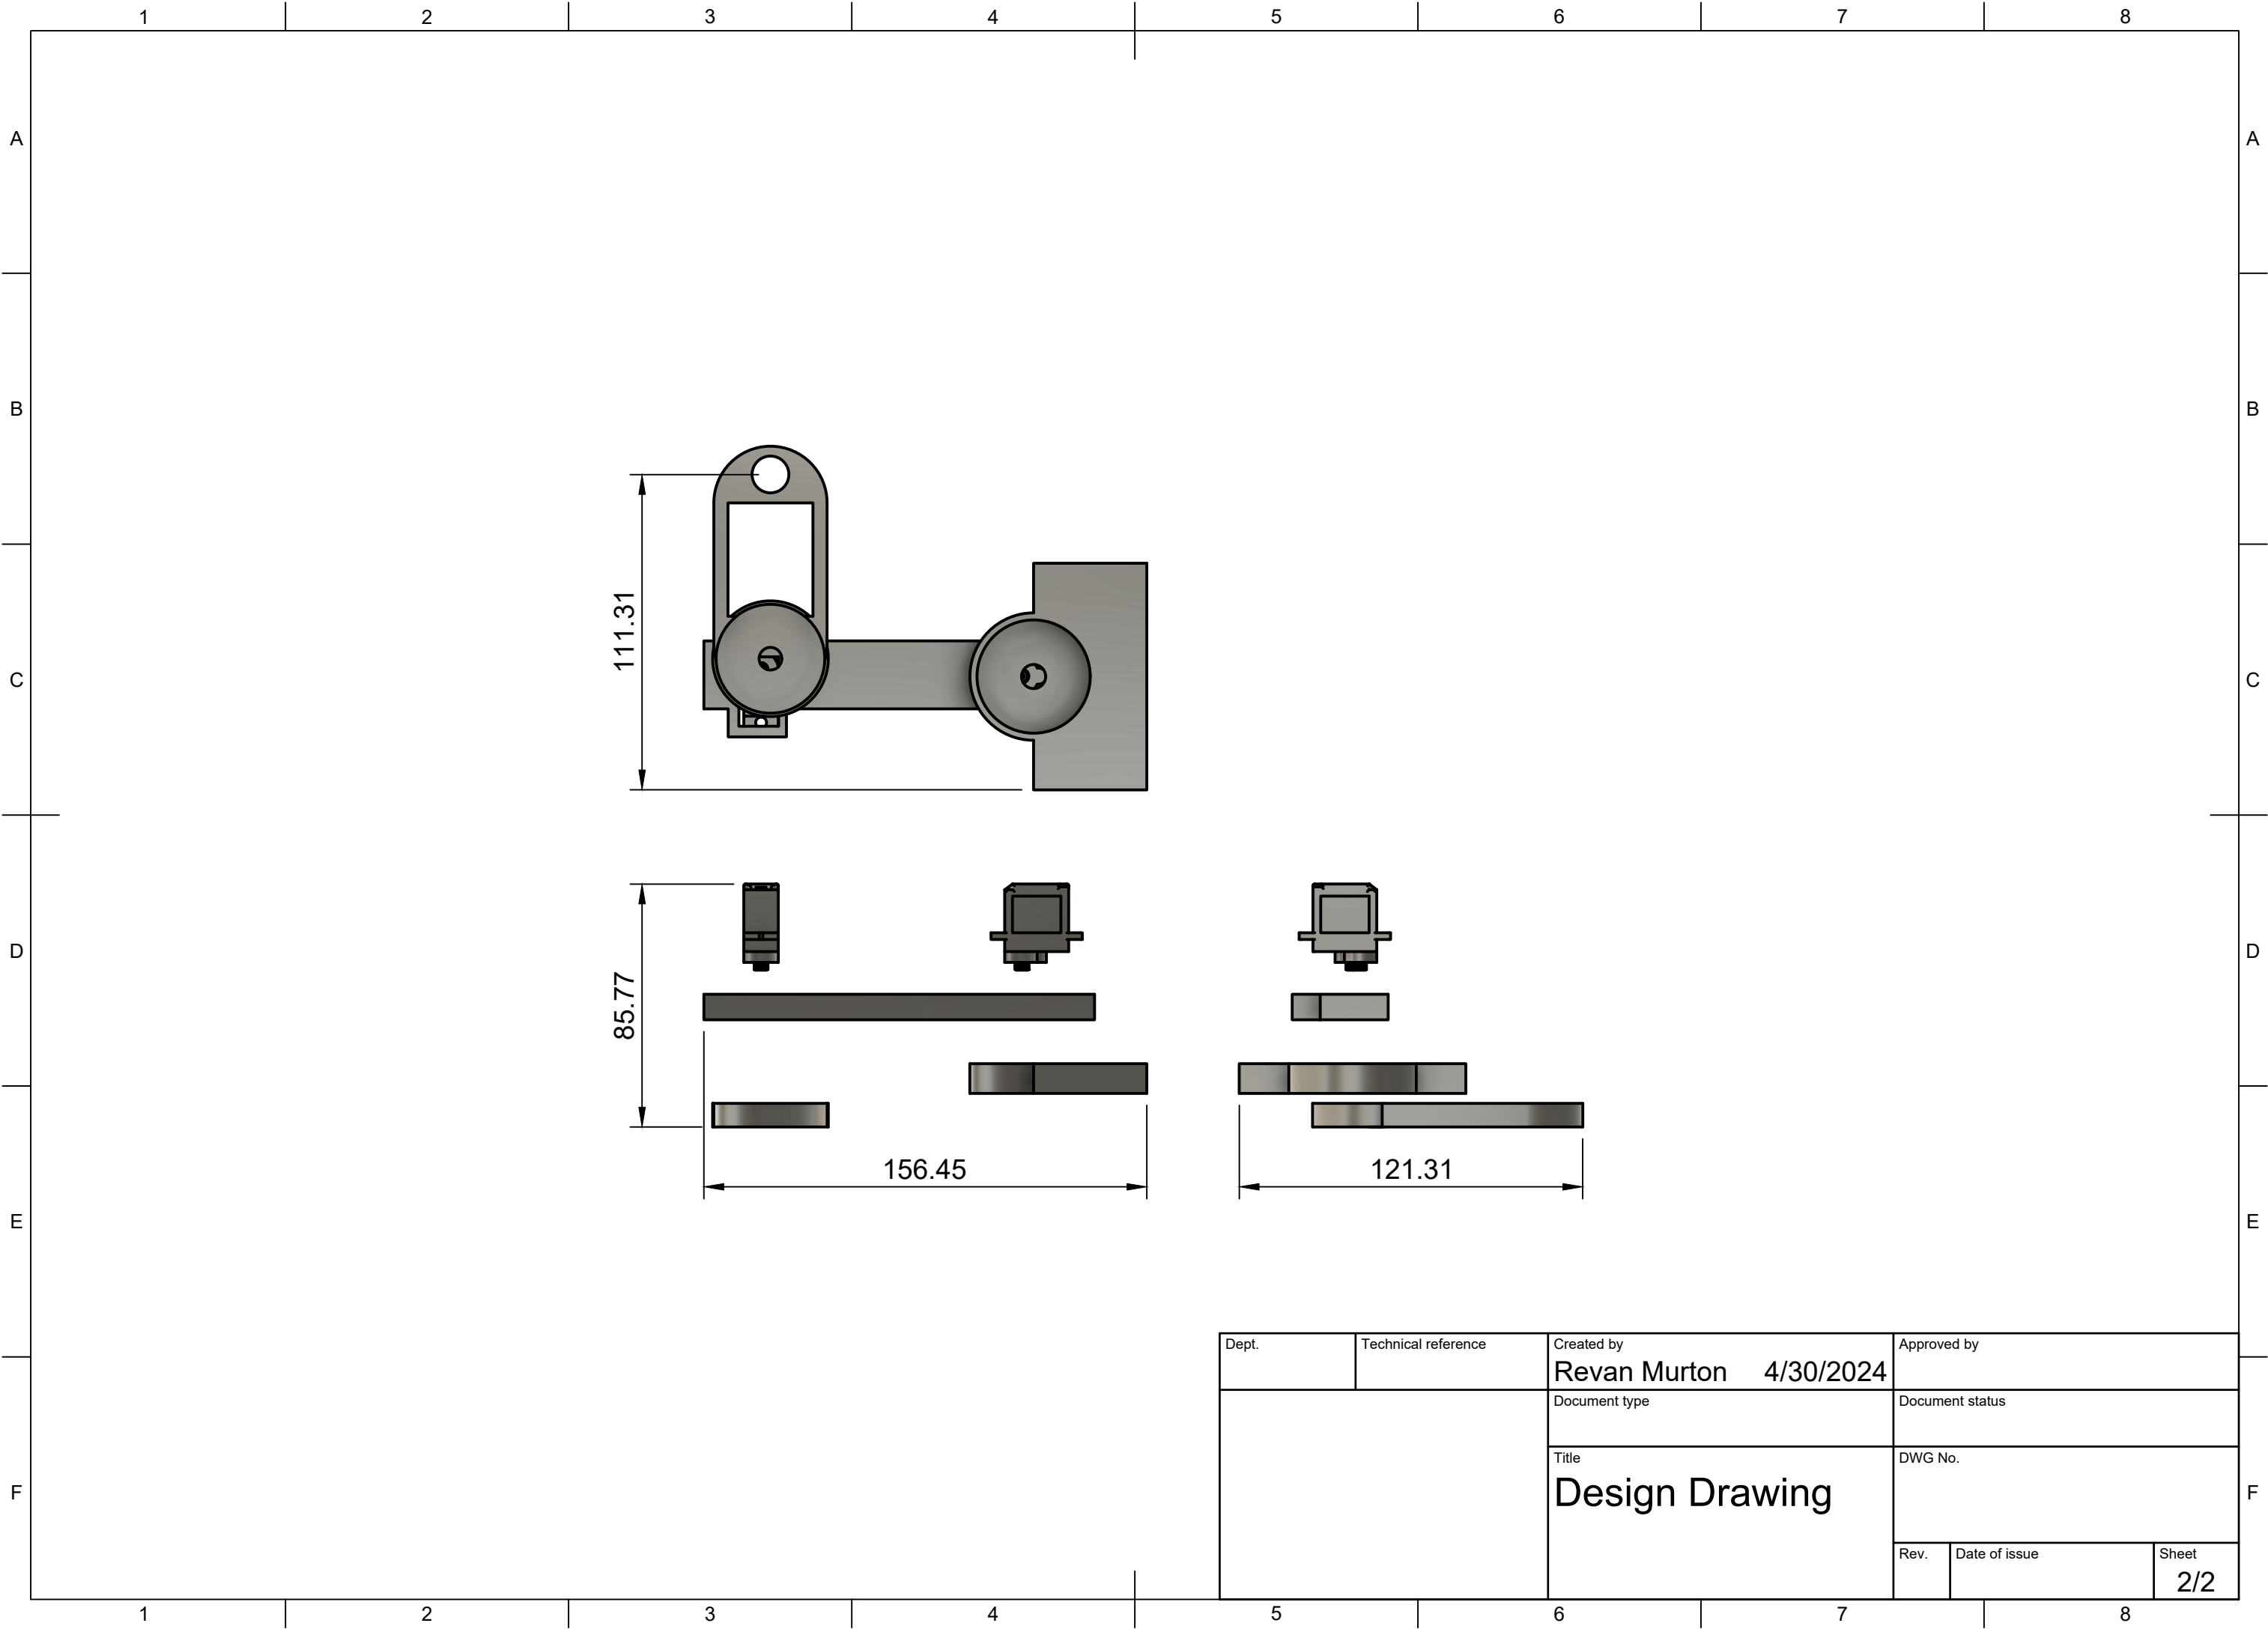 1 2 3 4 5 6 7 8
A A
B B
111.31
C C
D D
85.77
156.45 121.31
E E
Dept. Technical reference Created by Approved by
Revan Murton 4/30/2024
Document type Document status
Title DWG No.
Design Drawing
F F
Rev. Date of issue Sheet
2/2
1 2 3 4 5 6 7 8